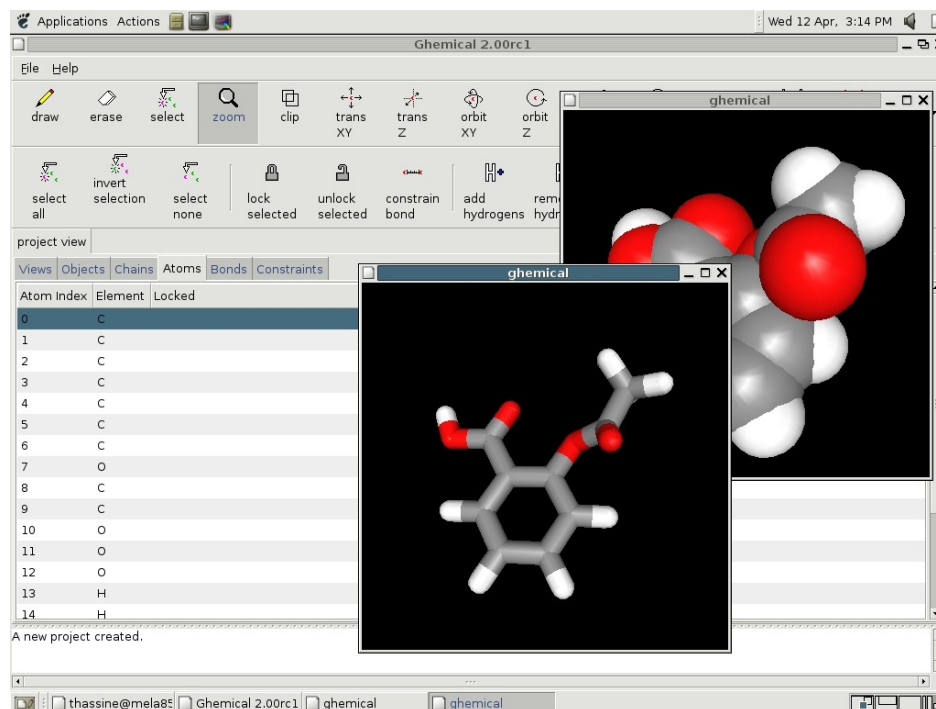 Applications Actions Wed 12 Apr, 3:14 PM
Ghemical 2.00rc1
File Help
draw erase select zoom clip trans XY trans Z orbit XY orbit Z
ghemical
select all invert selection select none lock selected unlock selected constrain bond add hydrogens
project view
Views Objects Chains Atoms Bonds Constraints
ghemical
Atom Index Element Locked
0 C
1 C
2 C
3 C
4 C
5 C
6 C
7 O
8 C
9 C
10 O
11 O
12 O
13 H
14 H
A new project created.
thassine@mela85 Ghemical 2.00rc1 ghemical ghemical